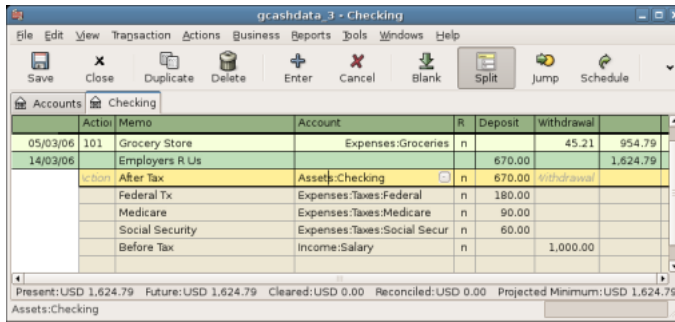 gcashdata_3 - Checking
File Edit View Transaction Actions Business Reports Tools Windows Help
Save Close Duplicate Delete Enter Cancel Blank Split Jump Schedule
Accounts Checking
Action Memo Account R Deposit Withdrawal
05/03/06 101 Grocery Store Expenses:Groceries n 45.21 954.79
14/03/06 Employers R Us 670.00 1,624.79
Action After Tax Assets:Checking n 670.00 Withdrawal
Federal Tx Expenses:Taxes:Federal n 180.00
Medicare Expenses:Taxes:Medicare n 90.00
Social Security Expenses:Taxes:Social Secur n 60.00
Before Tax Income:Salary n 1,000.00
Present:USD 1,624.79 Future:USD 1,624.79 Cleared:USD 0.00 Reconciled:USD 0.00 Projected Minimum:USD 1,624.79
Assets:Checking